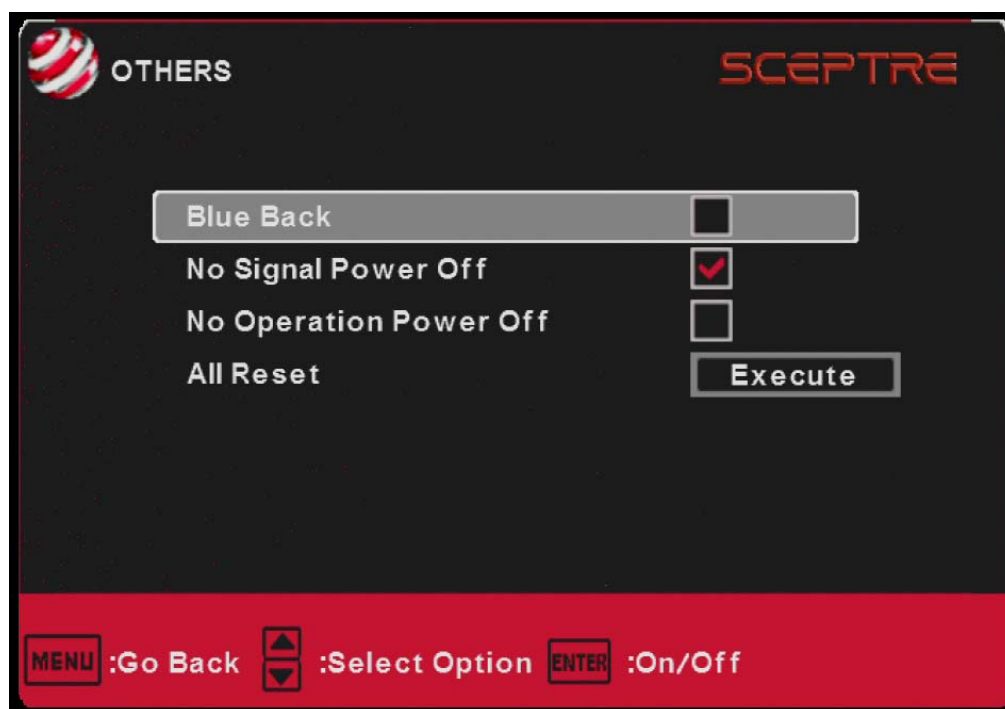 OTHERS
SCEPTRE
Blue Back
No Signal Power Off
No Operation Power Off
All Reset Execute
MENU :Go Back :Select Option ENTER :On/Off